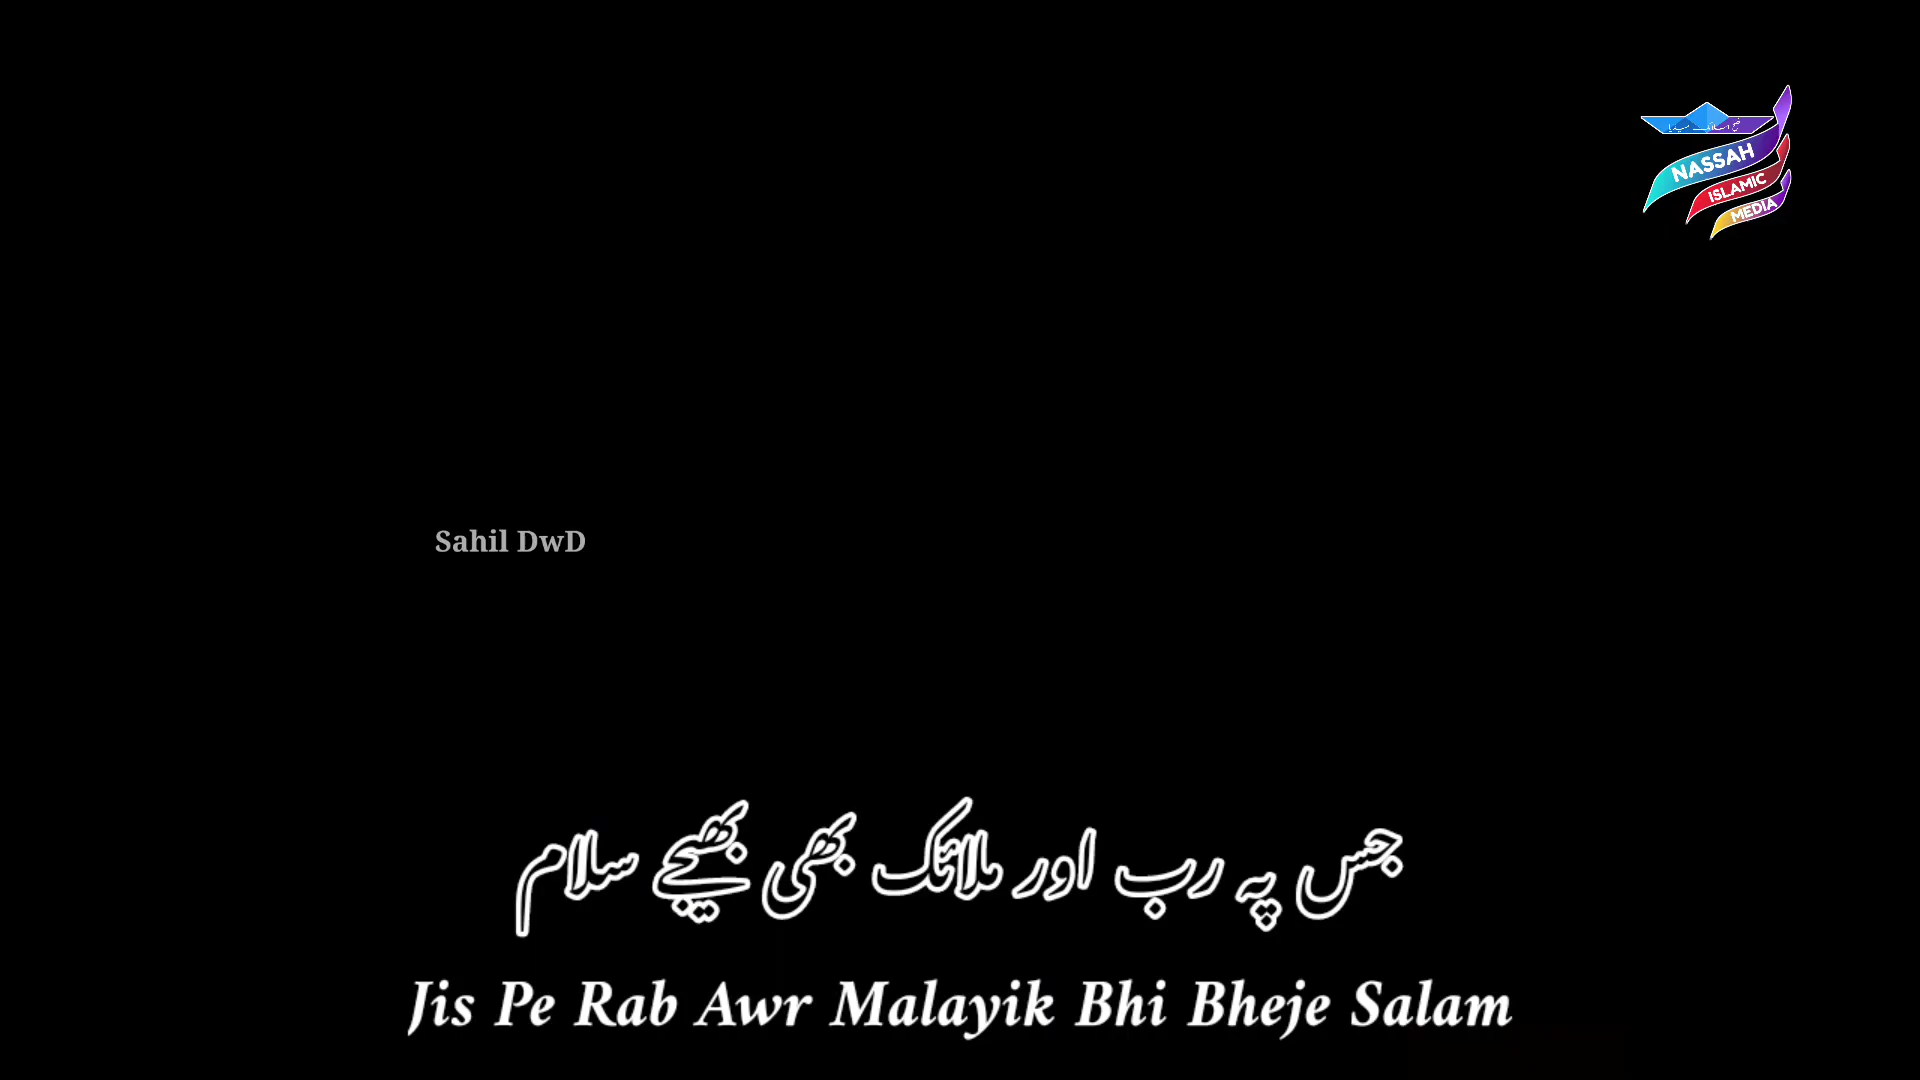 NASSAH
ISLAMIC
MEDIA
Sahil DwD
جس پہ رب اور ملائک بھی بھیجے سلام
Jis Pe Rab Awr Malayik Bhi Bheje Salam